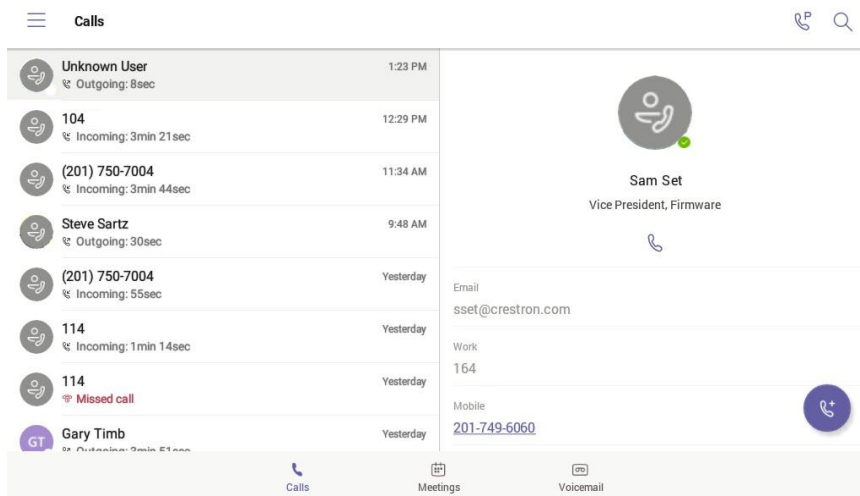 Calls
P
Unknown User 1:23 PM
Outgoing: 8sec
104 12:29 PM
Incoming: 3min 21sec
(201) 750-7004 11:34 AM
Incoming: 3min 44sec
Steve Sartz 9:48 AM
Outgoing: 30sec
(201) 750-7004 Yesterday
Incoming: 55sec
114 Yesterday
Incoming: 1min 14sec
114 Yesterday
Missed call
GT Gary Timb Yesterday
Outgoing: 2min 51sec
Sam Set
Vice President, Firmware
Email
sset@crestron.com
Work
164
Mobile
201-749-6060
Calls Meetings Voicemail